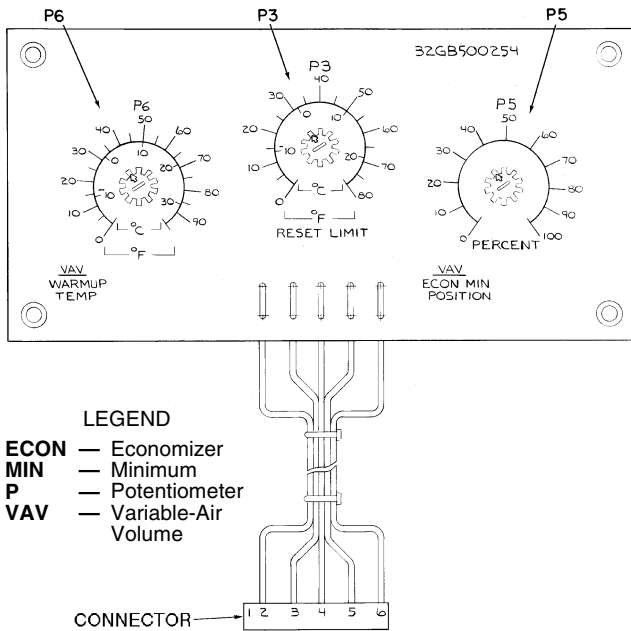 P6 P3 P5
32GB500254
P6
0 10 20 30 40 50 60 70 80 90
-10 0 10 20 30
°C
°F
VAV
WARMUP
TEMP
P3
0 10 20 30 40 50 60 70 80
-10 0 10 20
°C
°F
RESET LIMIT
P5
0 10 20 30 40 50 60 70 80 90 100
PERCENT
VAV
ECON MIN
POSITION
LEGEND
ECON — Economizer
MIN — Minimum
P — Potentiometer
VAV — Variable-Air
Volume
CONNECTOR
1 2 3 4 5 6